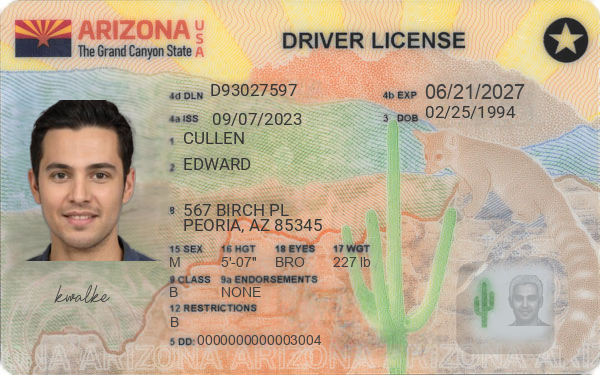 ARIZONA USA
The Grand Canyon State
DRIVER LICENSE
4d DLN D93027597
4b EXP 06/21/2027
4a ISS 09/07/2023
3 DOB 02/25/1994
1 CULLEN
2 EDWARD
8 567 BIRCH PL
PEORIA, AZ 85345
15 SEX 16 HGT 18 EYES 17 WGT
M 5'-07" BRO 227 lb
9 CLASS 9a ENDORSEMENTS
B NONE
12 RESTRICTIONS
B
5 DD: 0000000000003004
kwalke
ARIZONA ARIZONA ARIZONA ARIZONA